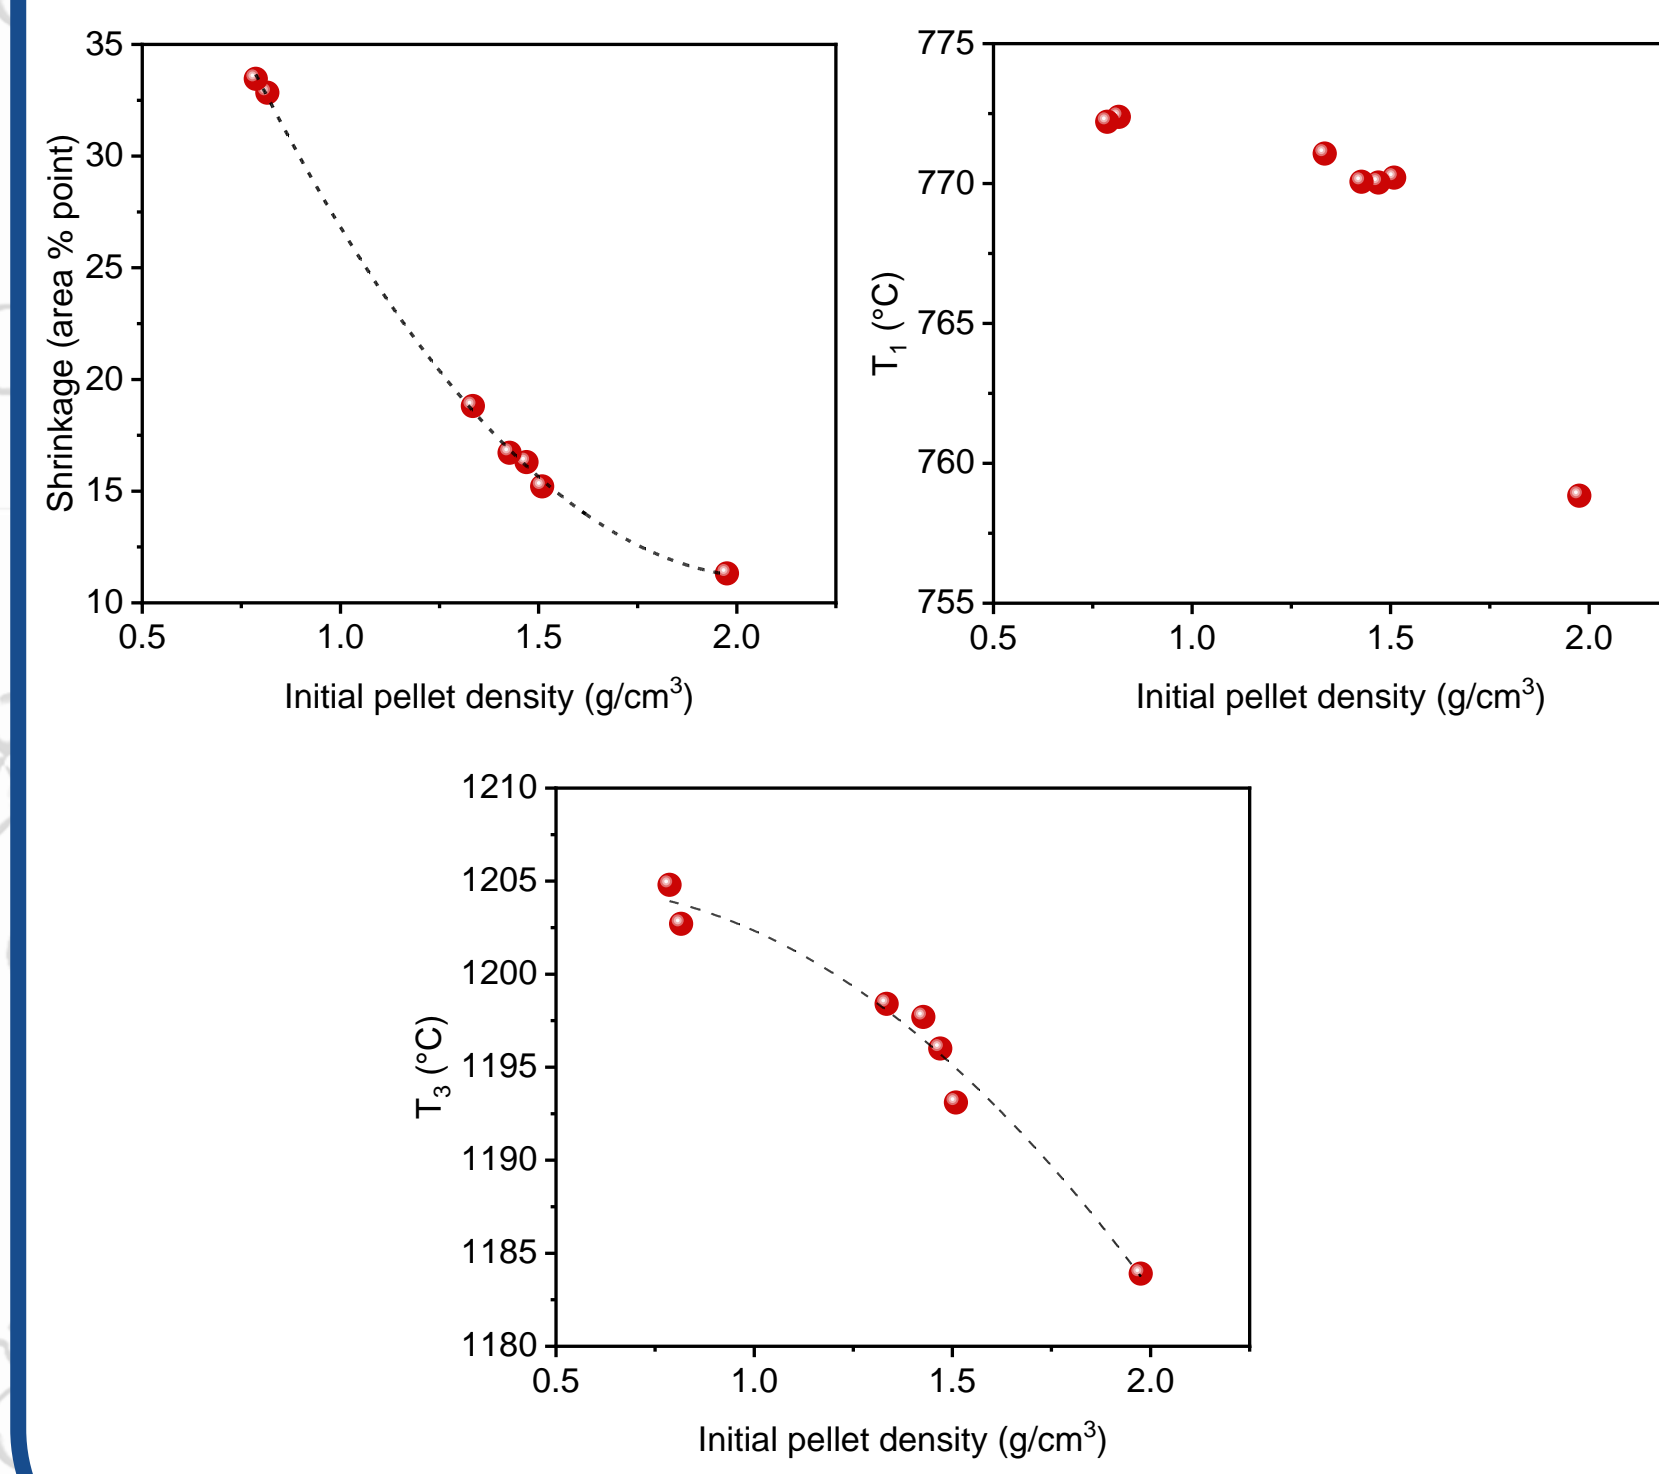 35
30
25
20
15
10
Shrinkage (area % point)
0.5 1.0 1.5 2.0
Initial pellet density (g/cm³)
775
770
765
760
755
T₁ (°C)
0.5 1.0 1.5 2.0
Initial pellet density (g/cm³)
1210
1205
1200
1195
1190
1185
1180
T₃ (°C)
0.5 1.0 1.5 2.0
Initial pellet density (g/cm³)